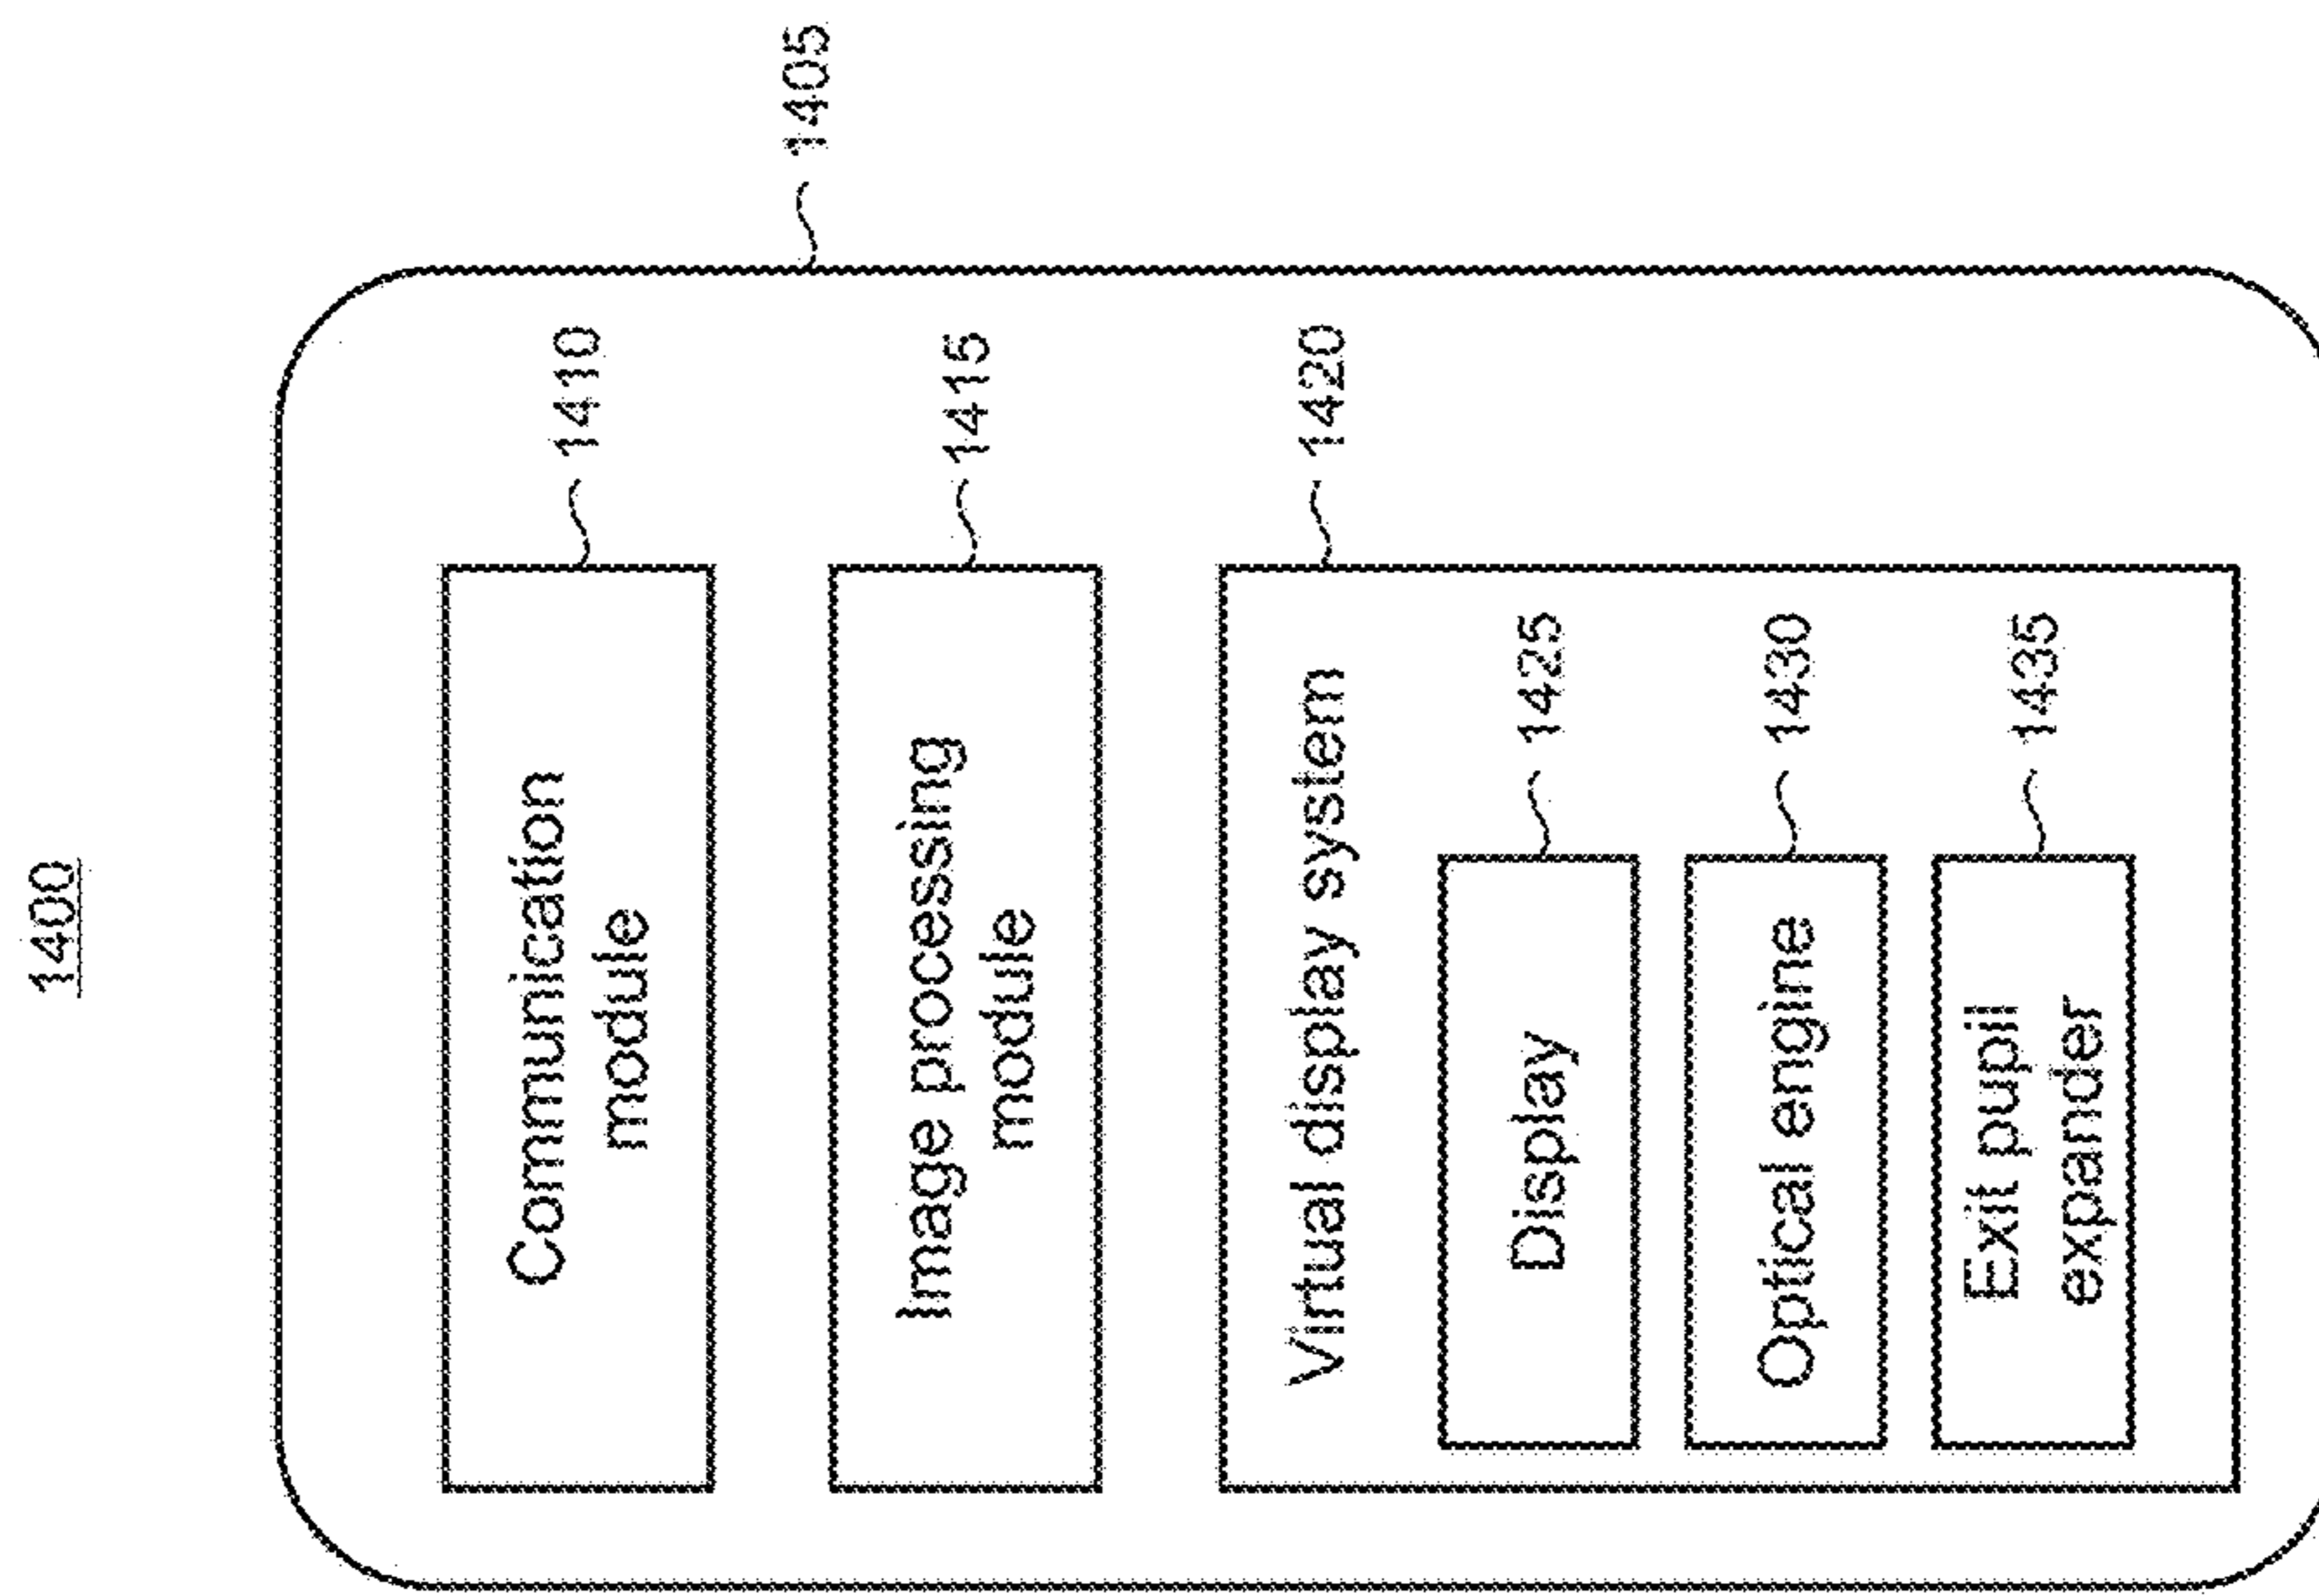 1400
1405
Communication
module
1410
Image processing
module
1415
Virtual display system
1420
Display
1425
Optical engine
1430
Exit pupil
expander
1435